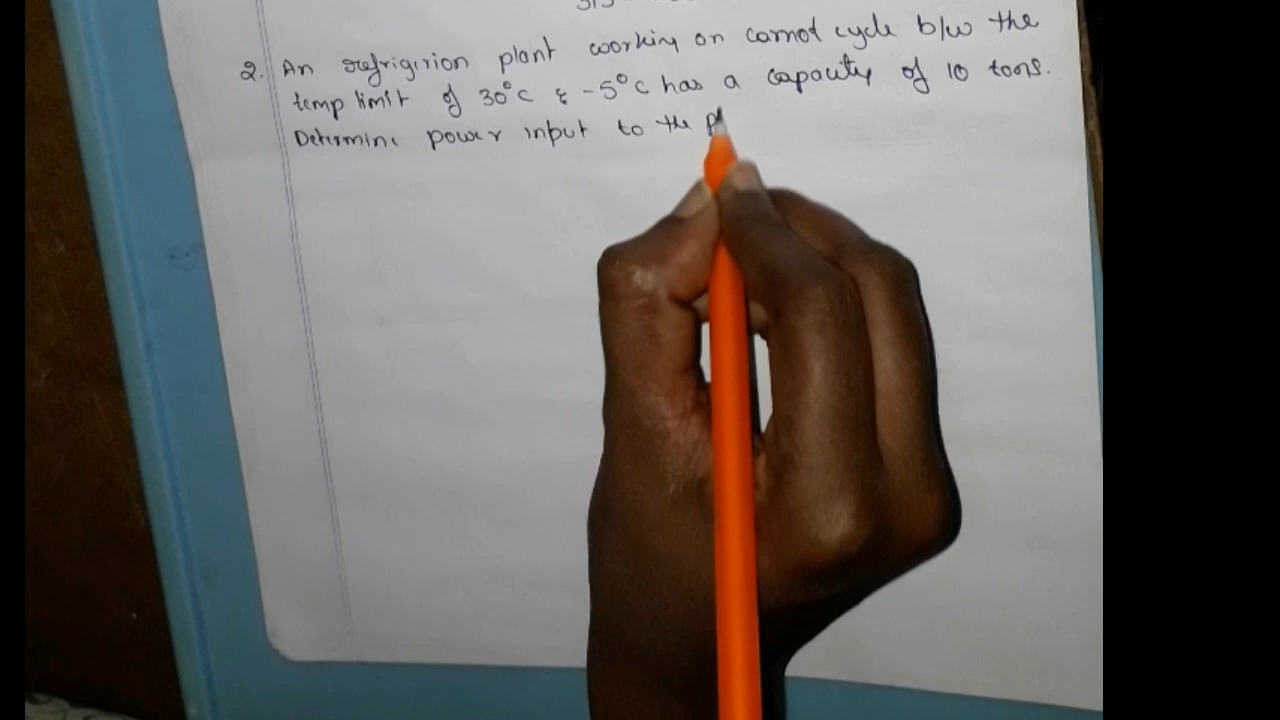 2. An refrigirion plant working on carnot cycle b/w the
temp limit of 30°C & -5°C has a capacity of 10 tons.
Determine power input to the p